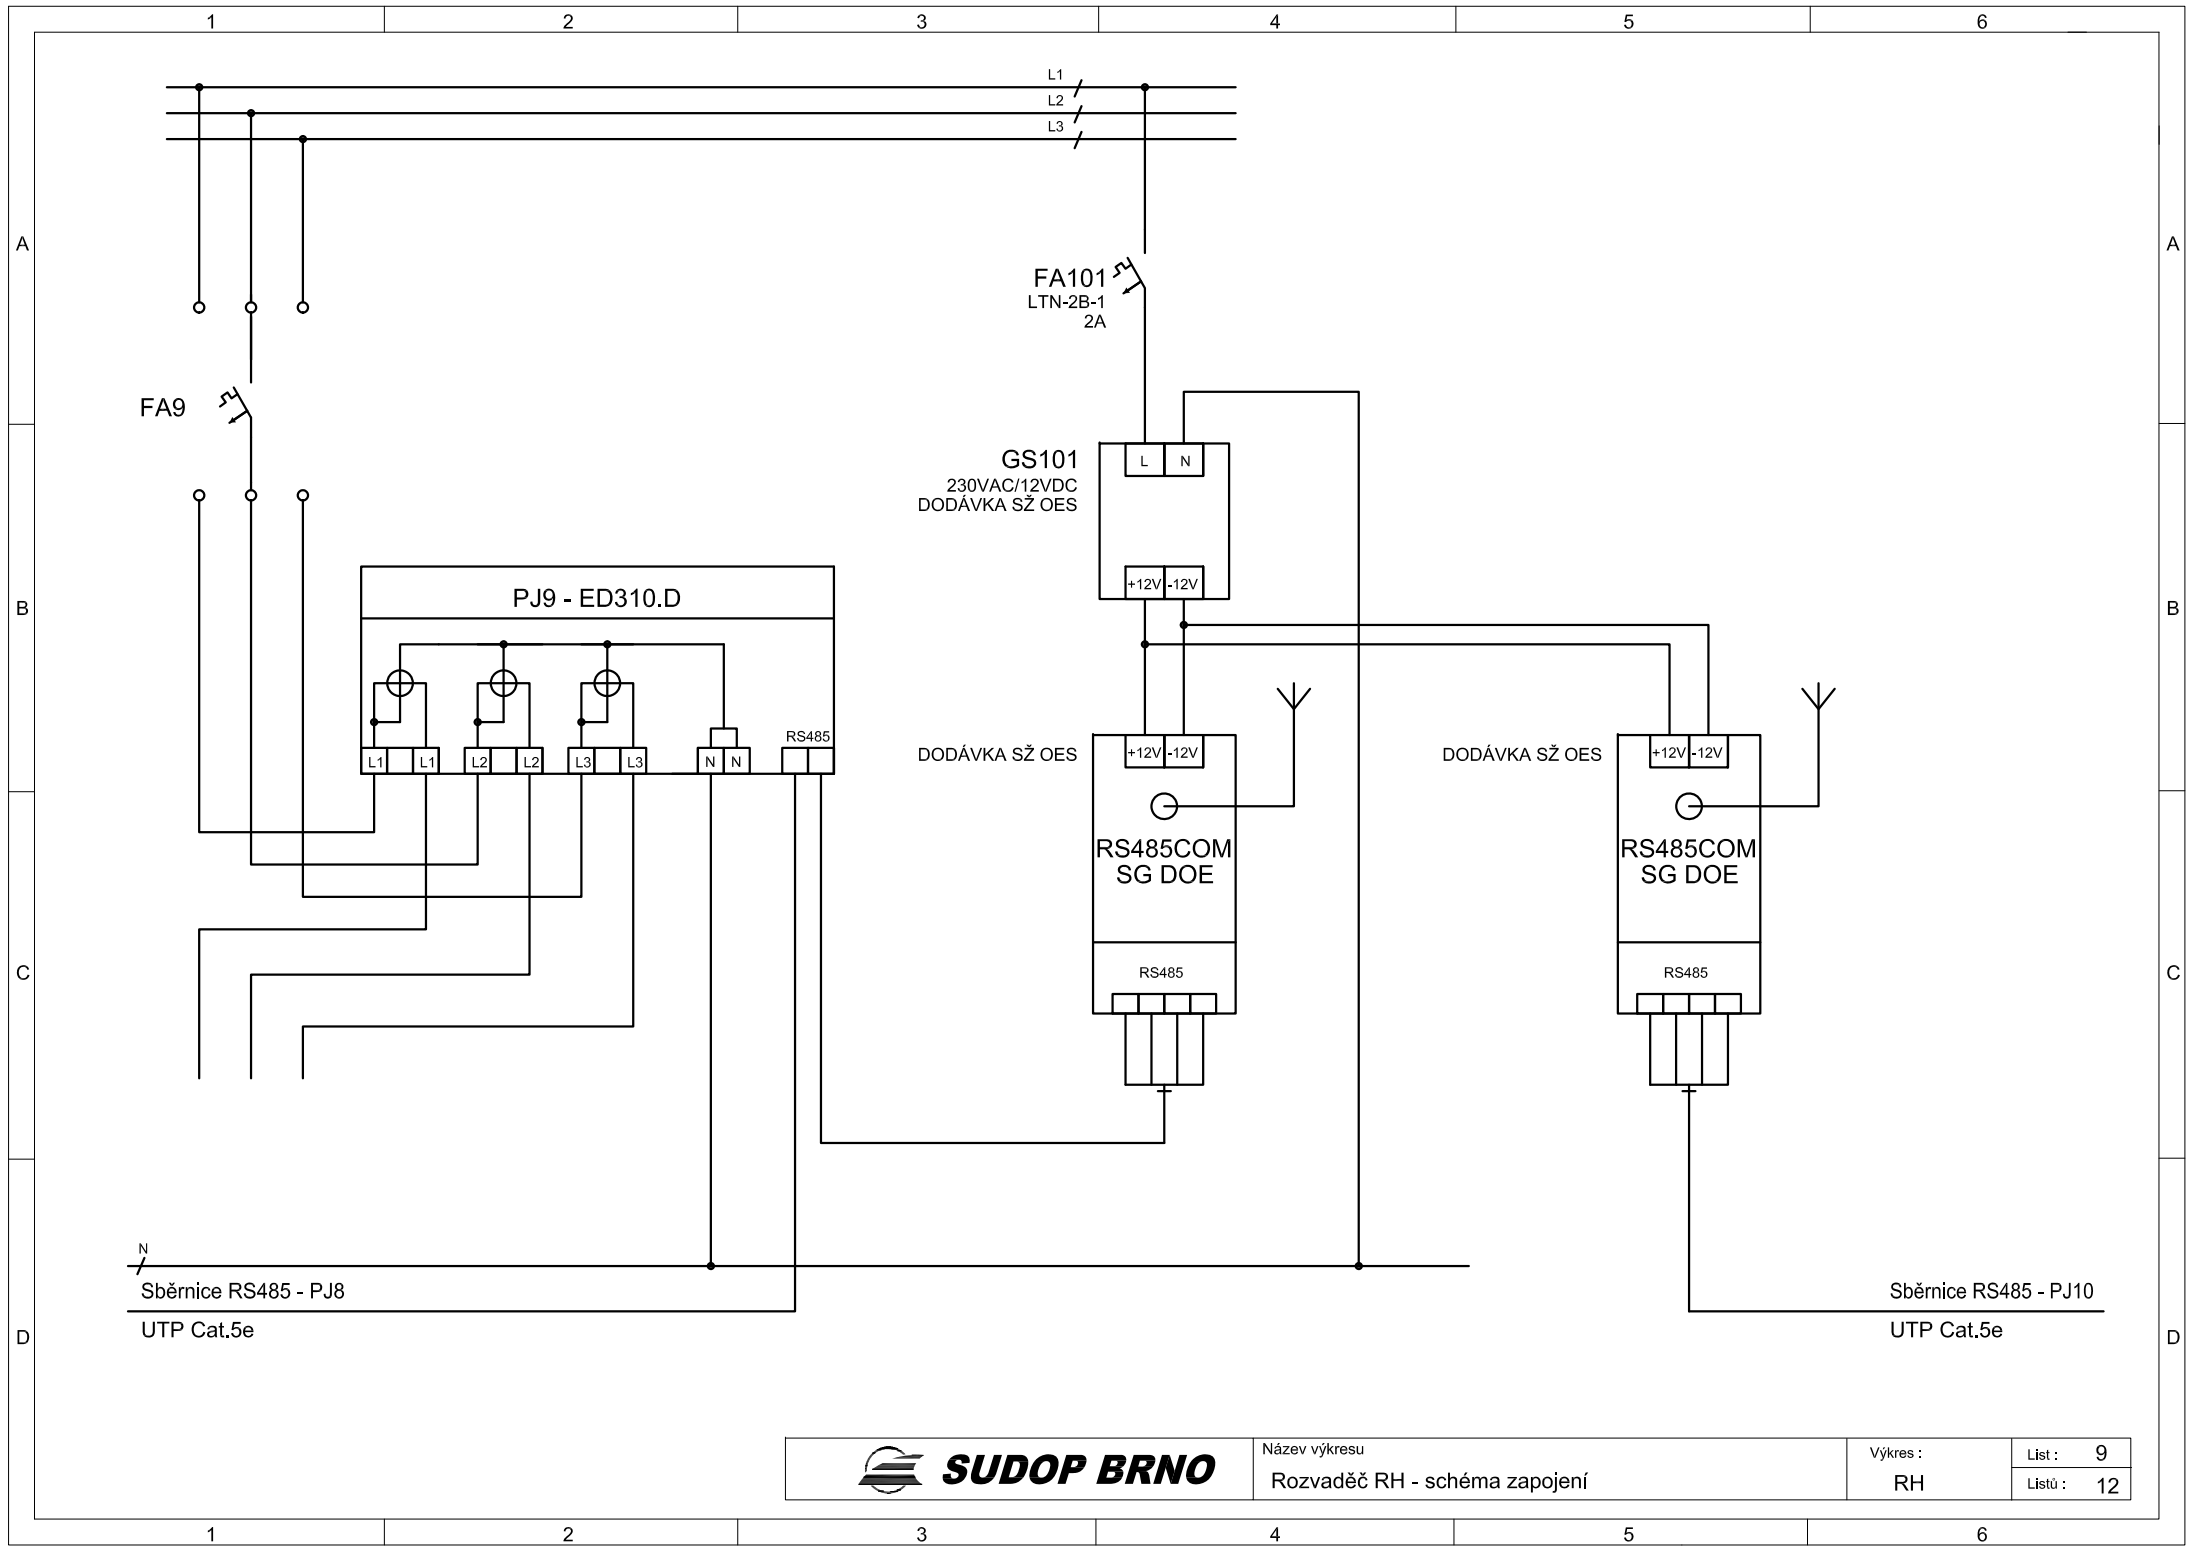 1 2 3 4 5 6
L1
L2
L3
A A
FA101
LTN-2B-1
2A
FA9
GS101
230VAC/12VDC
DODÁVKA SŽ OES
L N
+12V -12V
B B
PJ9 - ED310.D
RS485
L1 L1 L2 L2 L3 L3 N N
DODÁVKA SŽ OES
+12V -12V
RS485COM
SG DOE
RS485
DODÁVKA SŽ OES
+12V -12V
RS485COM
SG DOE
RS485
C C
N
Sběrnice RS485 - PJ8
UTP Cat.5e
Sběrnice RS485 - PJ10
UTP Cat.5e
D D
SUDOP BRNO
Název výkresu
Rozvaděč RH - schéma zapojení
Výkres :
RH
List : 9
Listů : 12
1 2 3 4 5 6